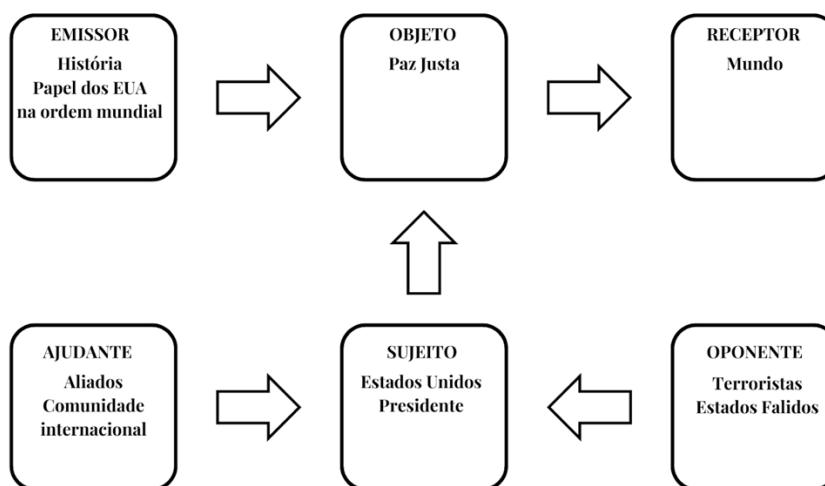 EMISSOR
História
Papel dos EUA
na ordem mundial
OBJETO
Paz Justa
RECEPTOR
Mundo
AJUDANTE
Aliados
Comunidade
internacional
SUJEITO
Estados Unidos
Presidente
OPONENTE
Terroristas
Estados Falidos